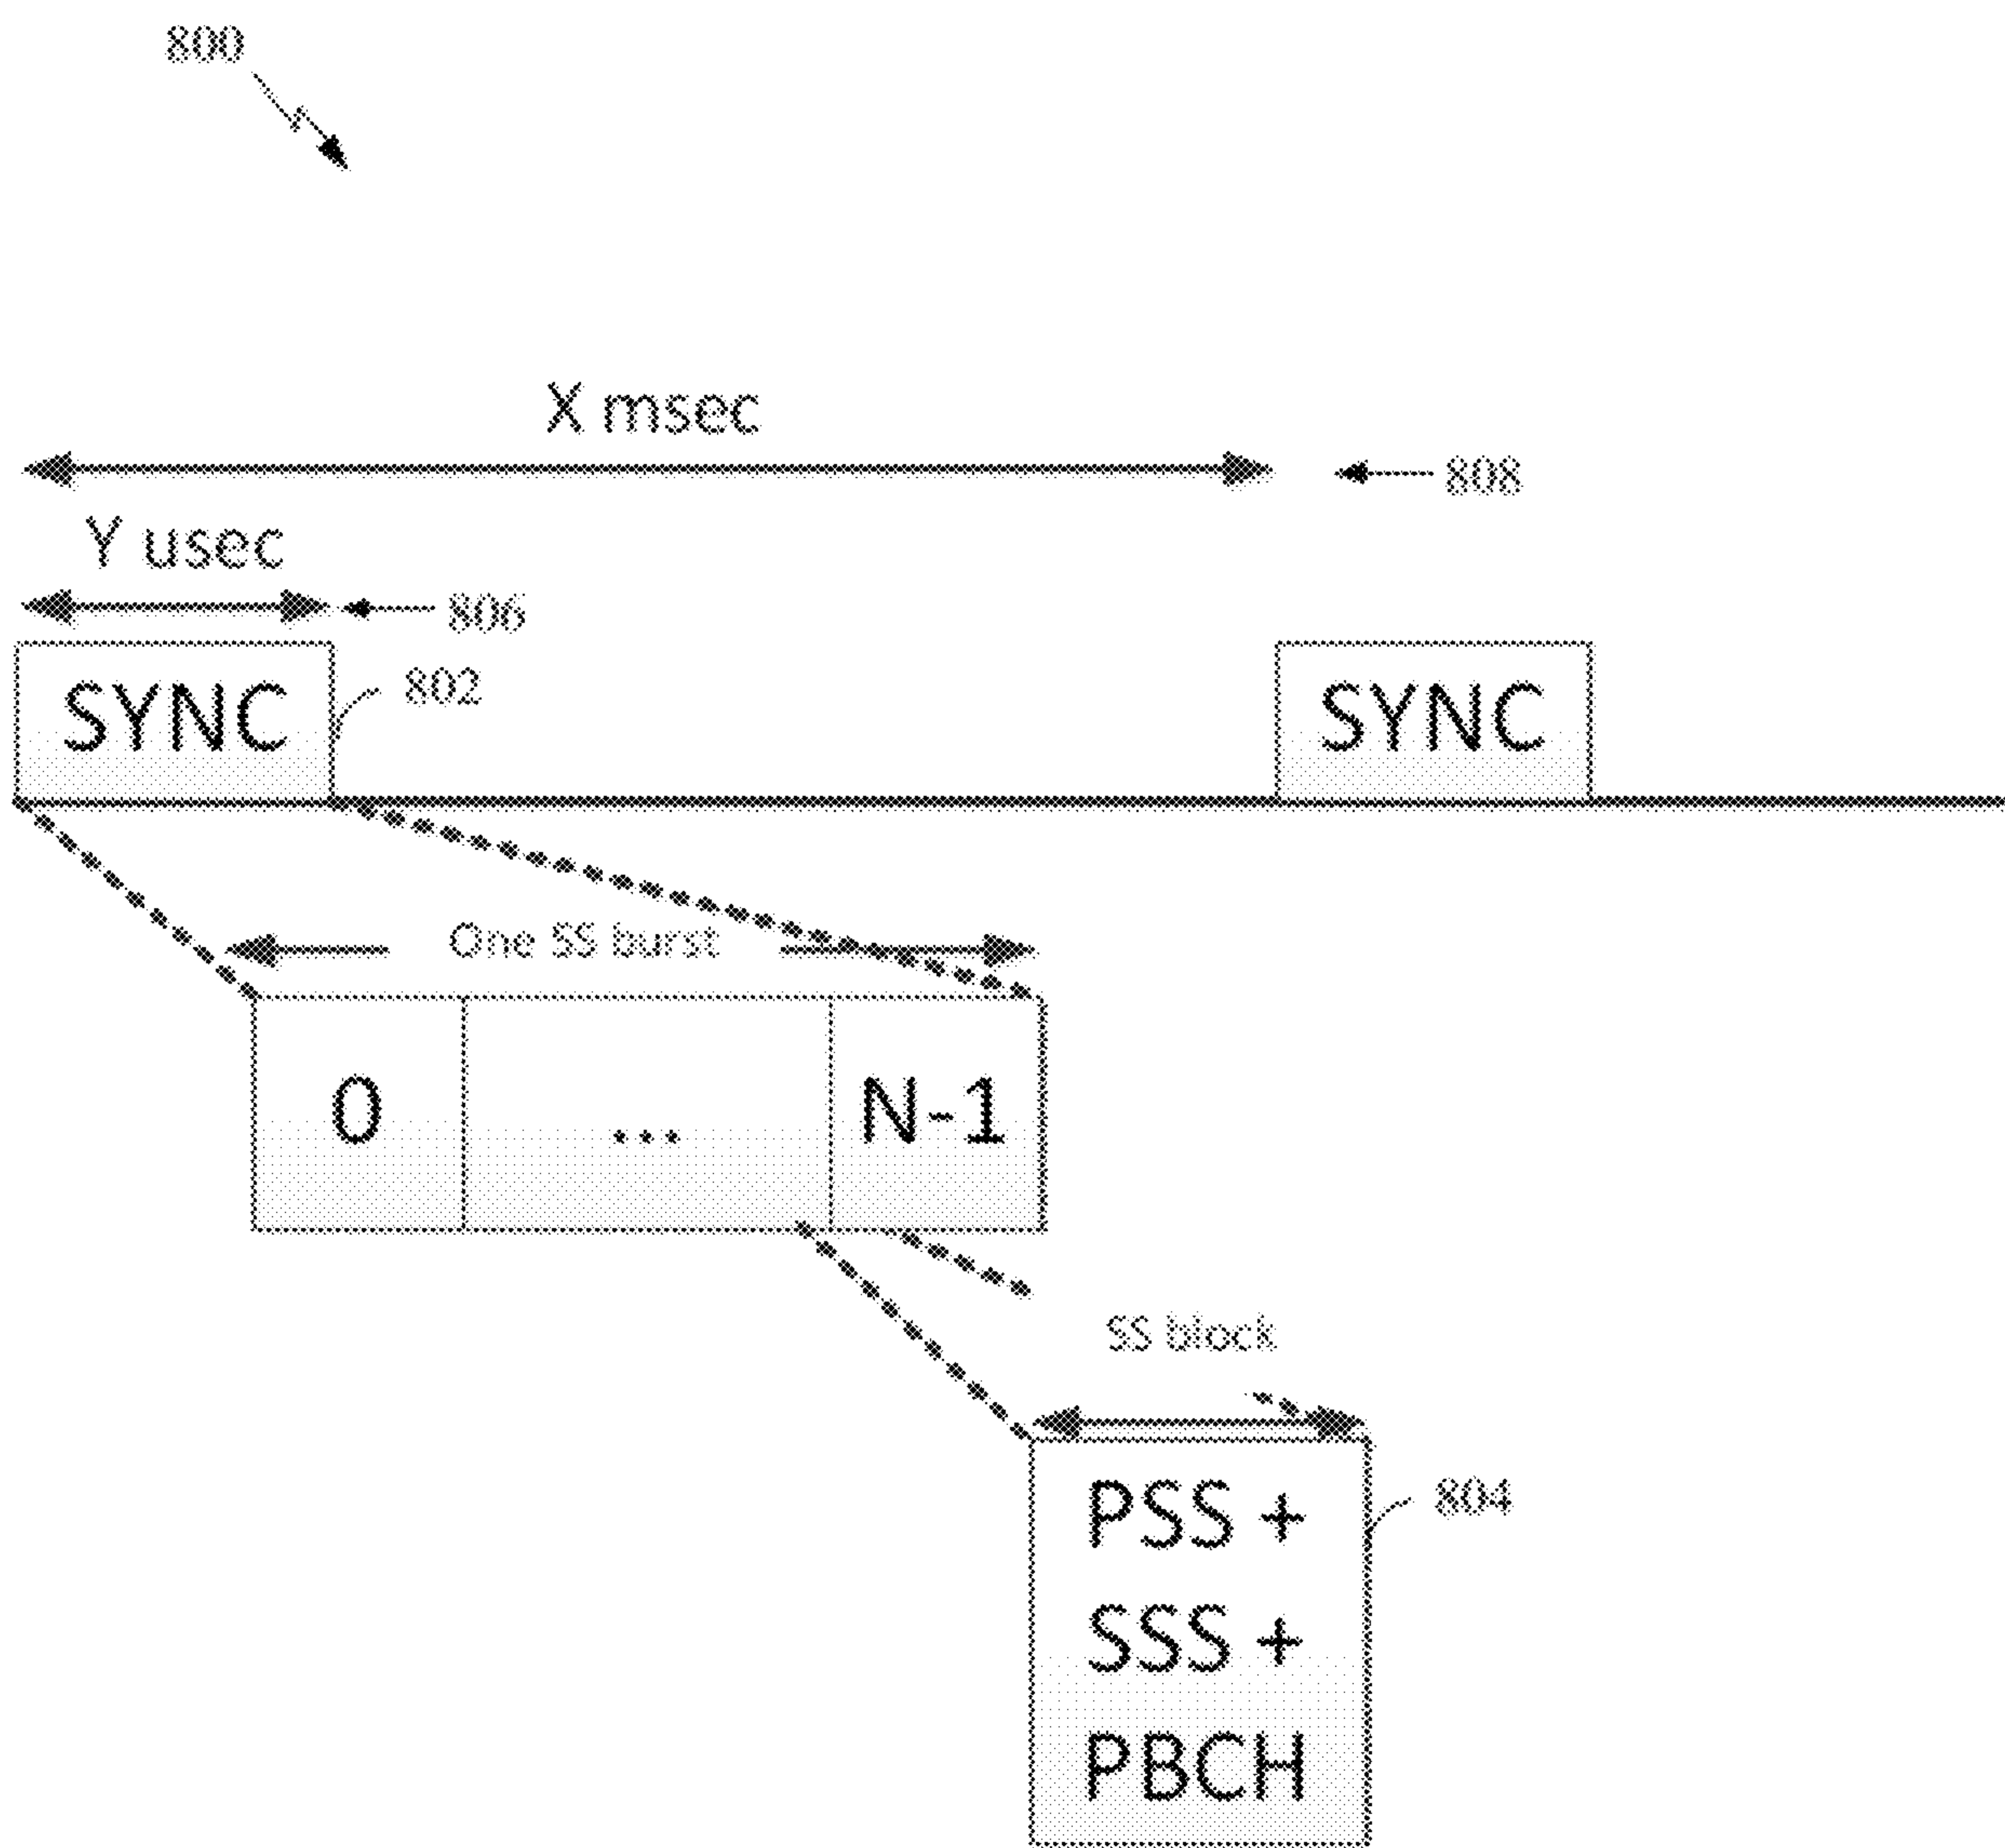 800
X msec
808
Y usec
806
SYNC
802
SYNC
One SS burst
0
...
N-1
SS block
PSS +
SSS +
PBCH
804